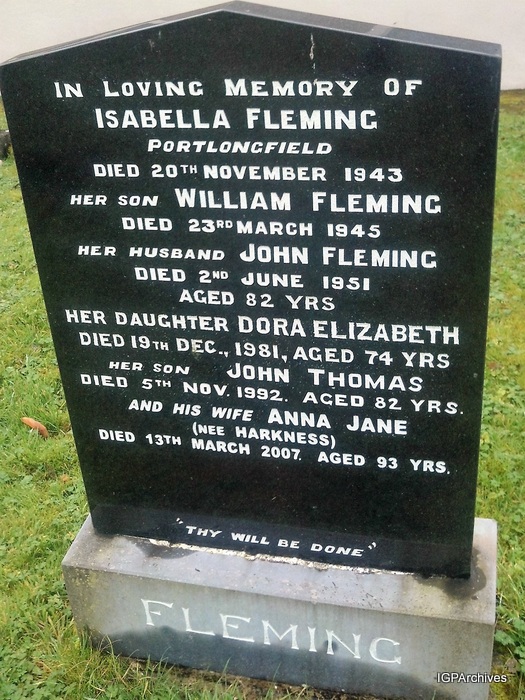 IN LOVING MEMORY OF
ISABELLA FLEMING
PORTLONGFIELD
DIED 20TH NOVEMBER 1943
HER SON WILLIAM FLEMING
DIED 23RD MARCH 1945
HER HUSBAND JOHN FLEMING
DIED 2ND JUNE 1951
AGED 82 YRS
HER DAUGHTER DORA ELIZABETH
DIED 19TH DEC., 1981, AGED 74 YRS
HER SON JOHN THOMAS
DIED 5TH NOV. 1992. AGED 82 YRS.
AND HIS WIFE ANNA JANE
(NEE HARKNESS)
DIED 13TH MARCH 2007. AGED 93 YRS.
"THY WILL BE DONE"
FLEMING
IGPArchives